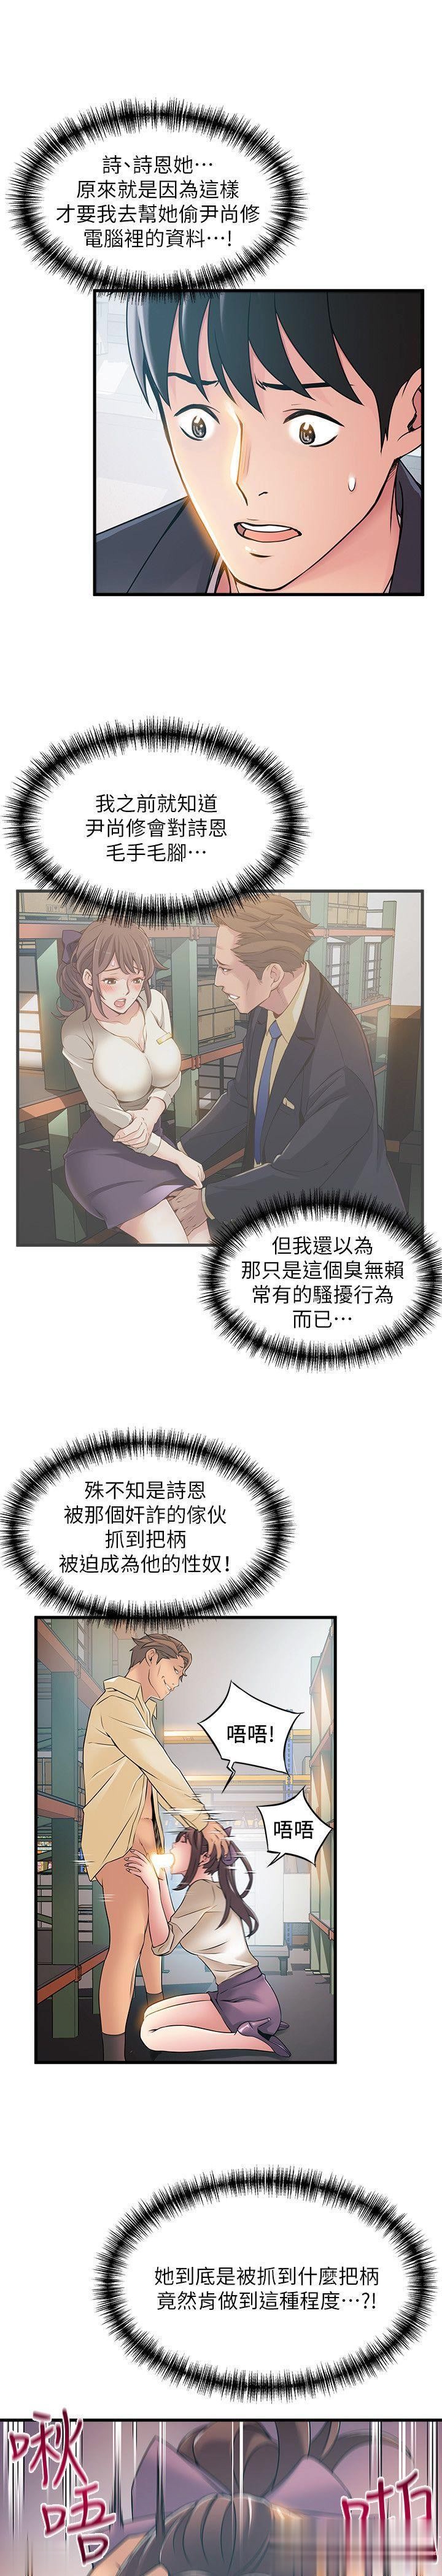 詩、詩恩她…
原來就是因為這樣
才要我去幫她偷尹尚修
電腦裡的資料…!
我之前就知道
尹尚修會對詩恩
毛手毛腳…
但我還以為
那只是這個臭無賴
常有的騷擾行為
而已…
殊不知是詩恩
被那個奸詐的傢伙
抓到把柄
被迫成為他的性奴!
唔唔!
唔唔
她到底是被抓到什麼把柄
竟然肯做到這種程度…?!
啾
唔